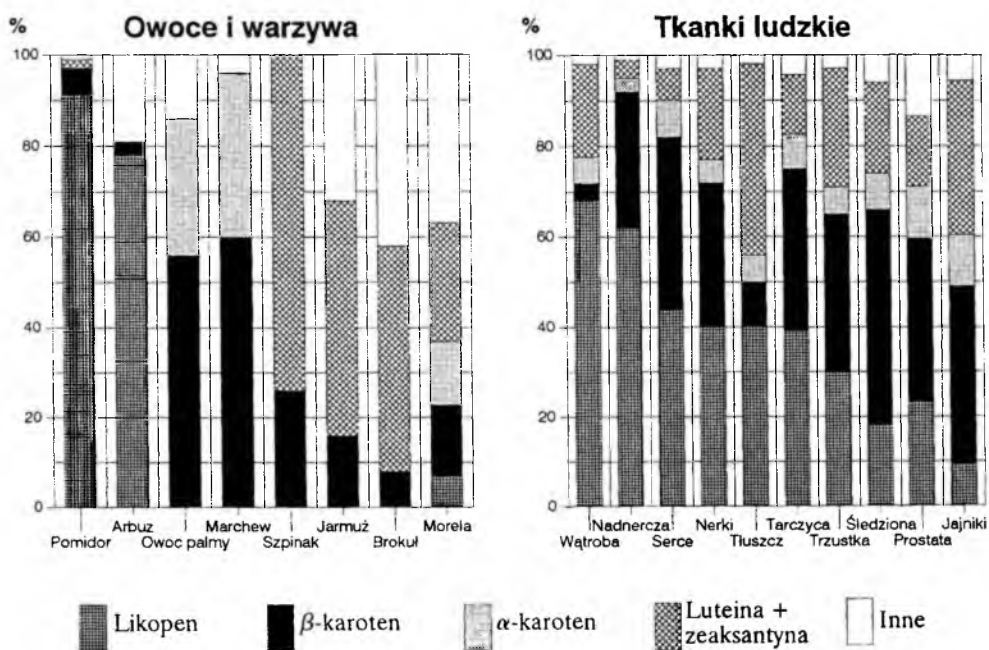 % Owoce i warzywa
100
80
60
40
20
0
Arbuz Marchew Jarmuż Morela
Pomidor Owoc palmy Szpinak Brokuł
% Tkanki ludzkie
100
80
60
40
20
0
Nadnercza Nerki Tarczyca Śledziona Jajniki
Wątroba Serce Tłuszcz Trzustka Prostata
Likopen β-karoten α-karoten Luteina + Inne
zeaksantyna